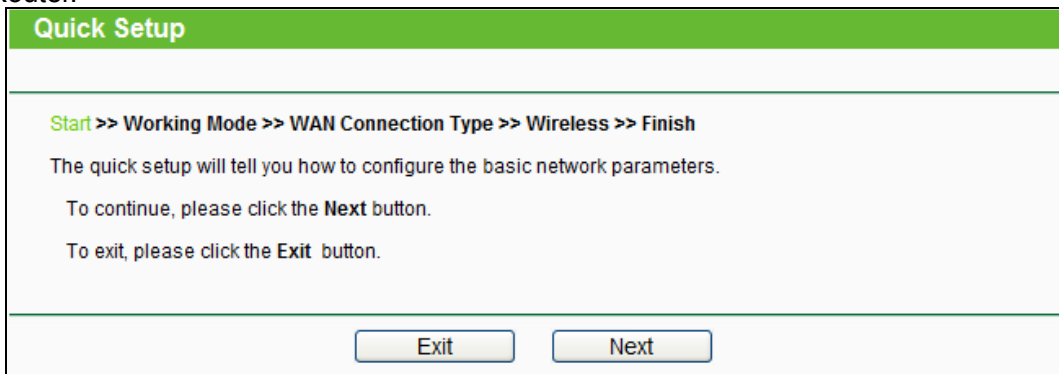 Quick Setup
Start >> Working Mode >> WAN Connection Type >> Wireless >> Finish
The quick setup will tell you how to configure the basic network parameters.
To continue, please click the Next button.
To exit, please click the Exit button.
Exit Next